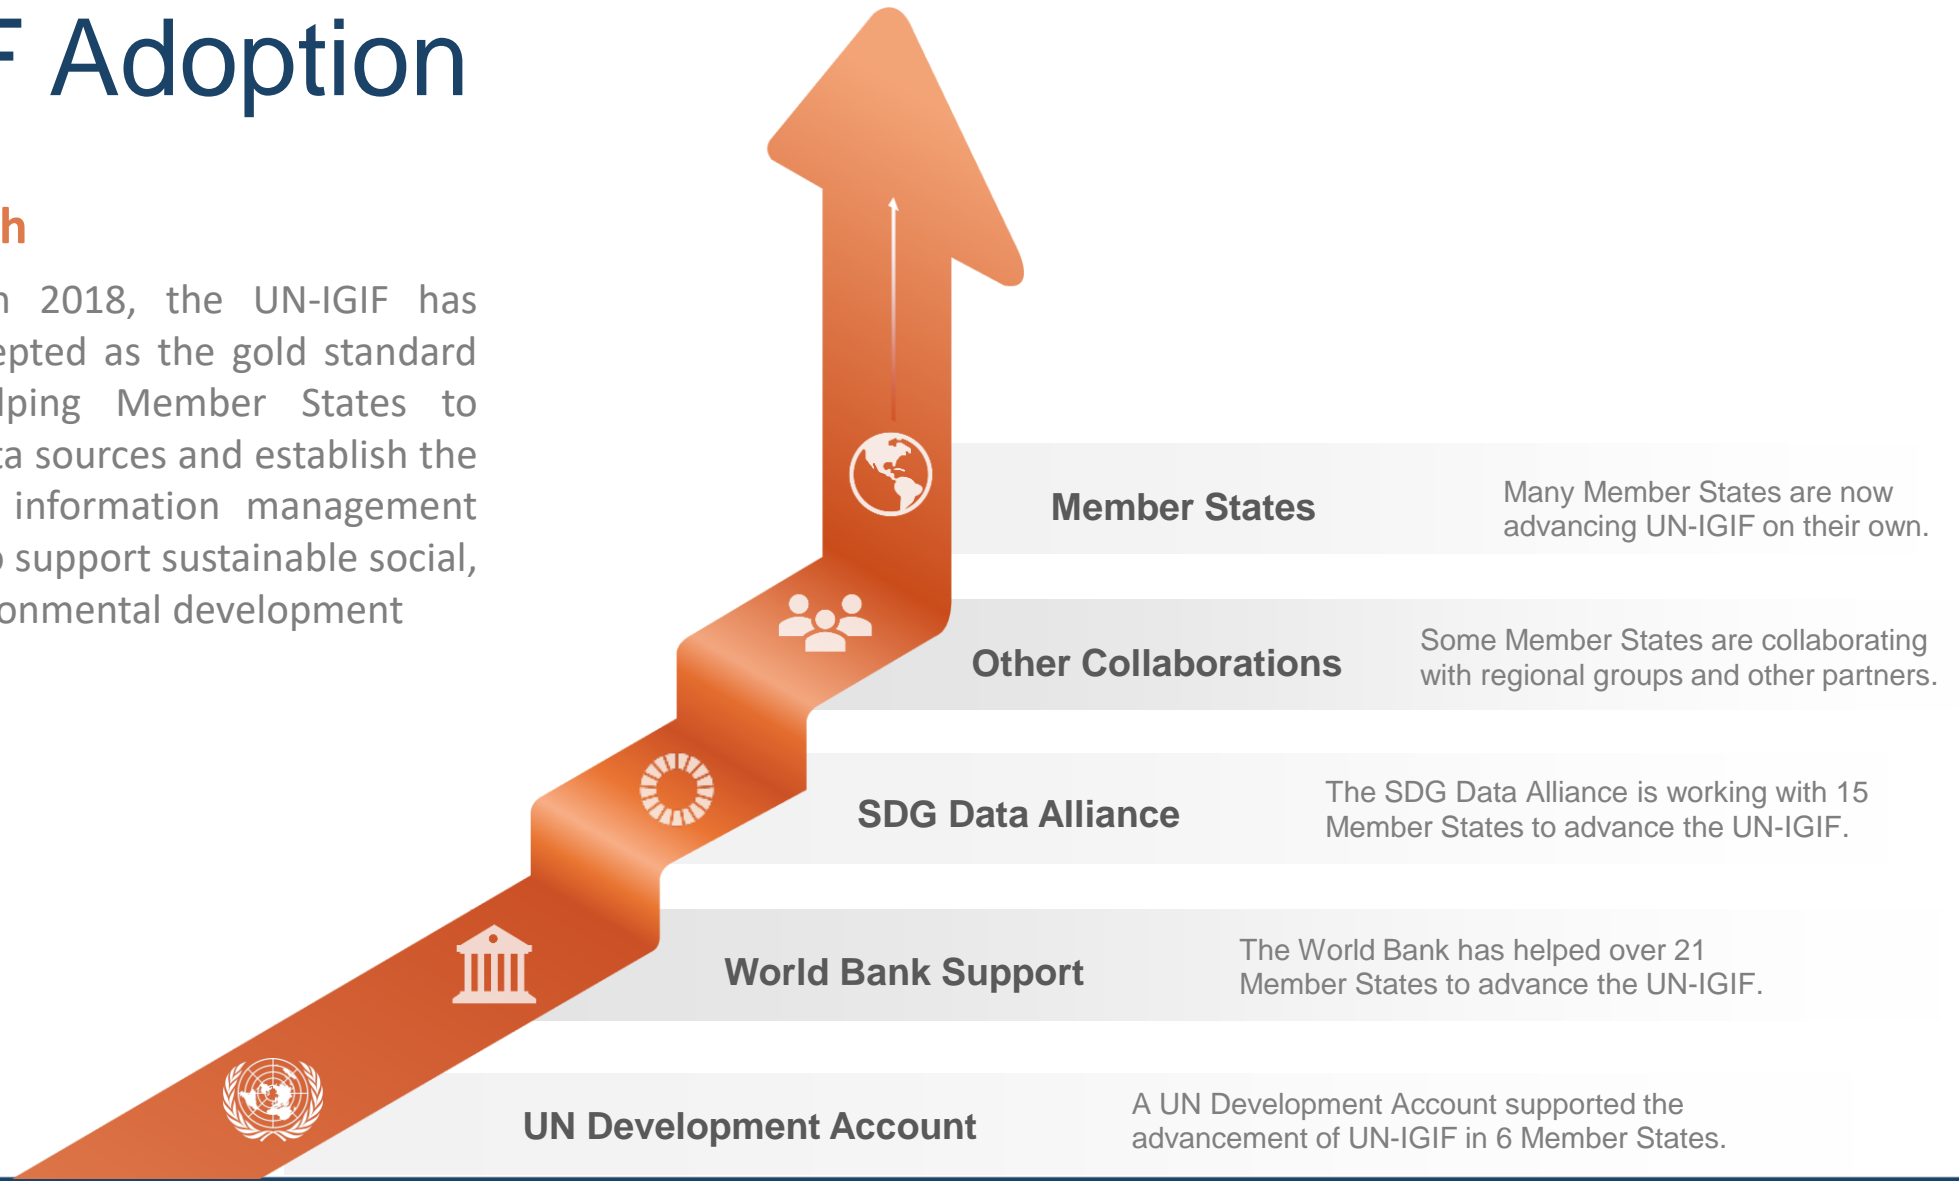 F Adoption
h
n 2018, the UN-IGIF has
epted as the gold standard
lping Member States to
ta sources and establish the
information management
o support sustainable social,
onmental development
Member States
Many Member States are now
advancing UN-IGIF on their own.
Other Collaborations
Some Member States are collaborating
with regional groups and other partners.
SDG Data Alliance
The SDG Data Alliance is working with 15
Member States to advance the UN-IGIF.
World Bank Support
The World Bank has helped over 21
Member States to advance the UN-IGIF.
UN Development Account
A UN Development Account supported the
advancement of UN-IGIF in 6 Member States.